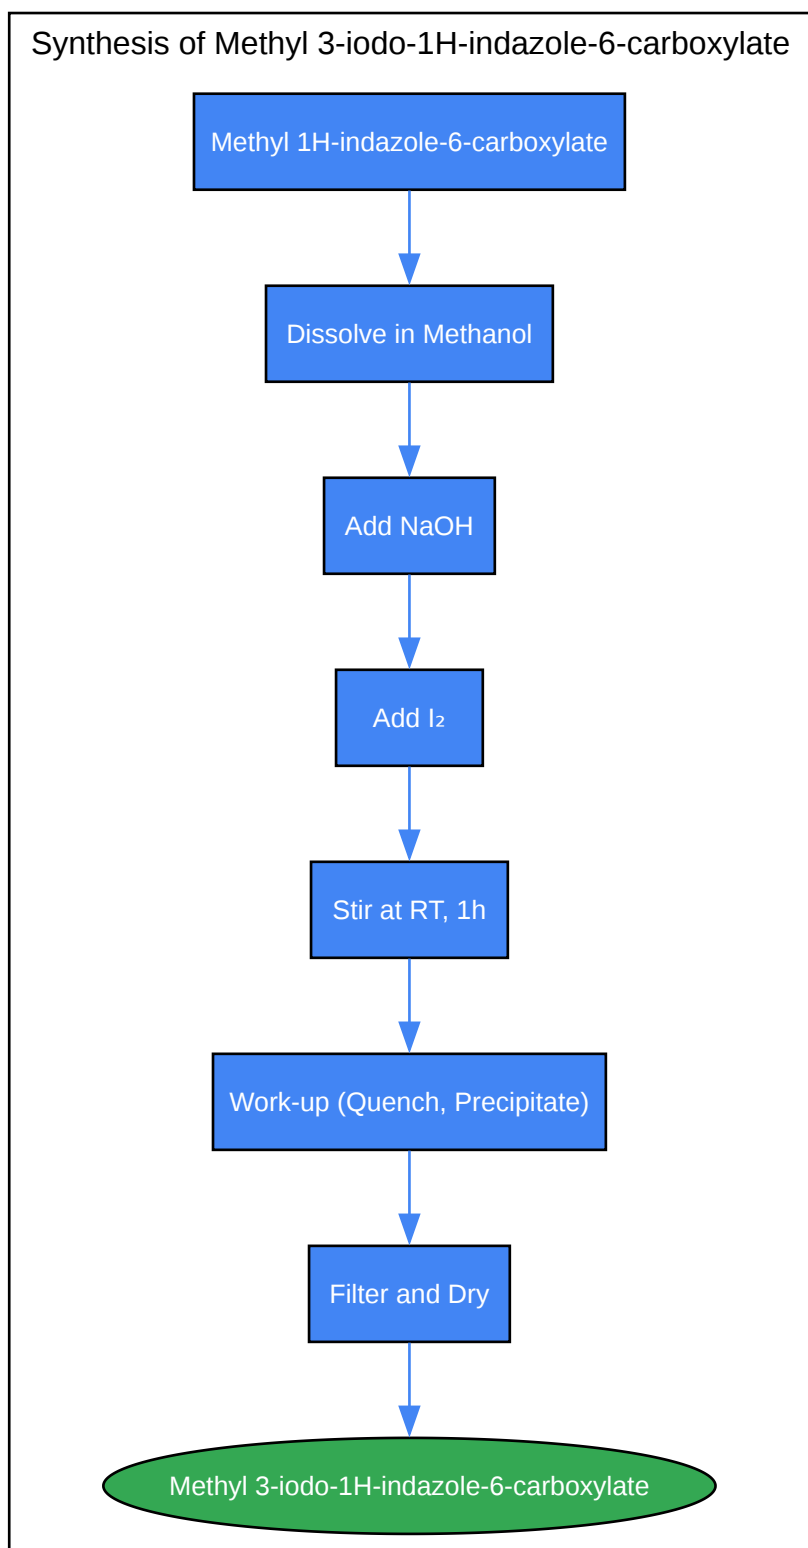 Synthesis of Methyl 3-iodo-1H-indazole-6-carboxylate
Methyl 1H-indazole-6-carboxylate
Dissolve in Methanol
Add NaOH
Add I₂
Stir at RT, 1h
Work-up (Quench, Precipitate)
Filter and Dry
Methyl 3-iodo-1H-indazole-6-carboxylate